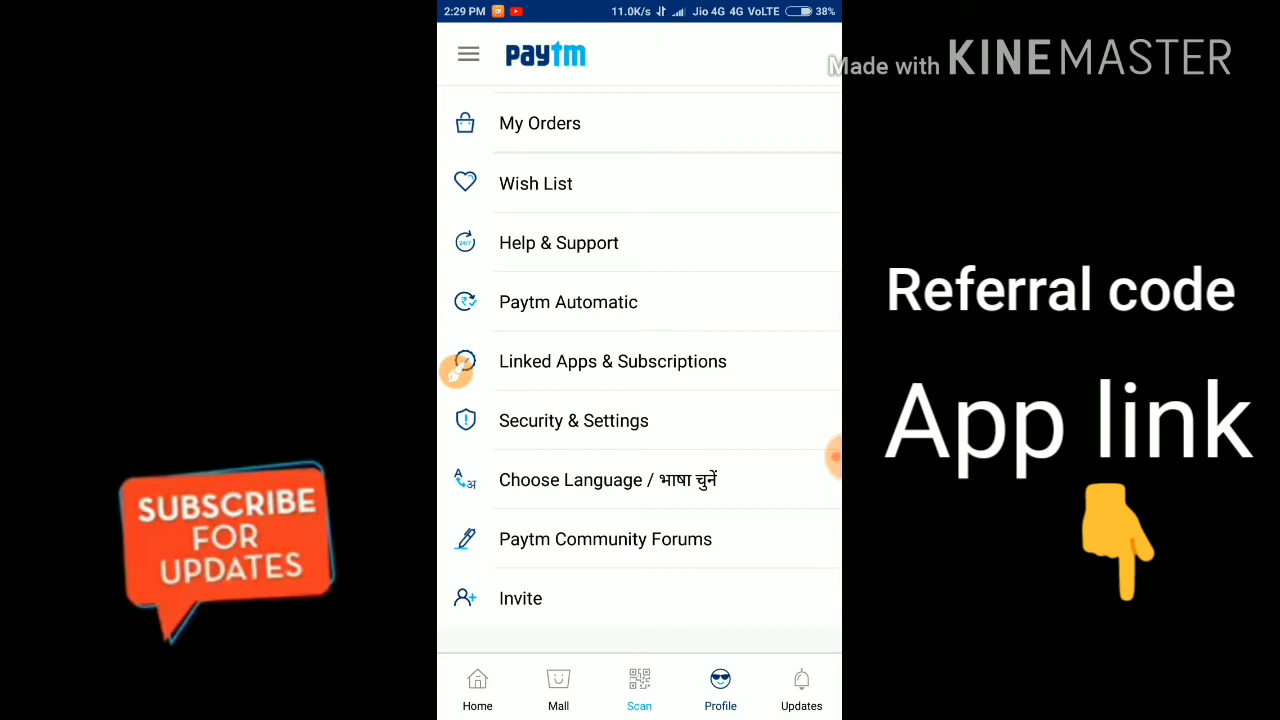 2:29 PM
11.0K/s Jio 4G 4G VoLTE 38%
paytm
Made with KINEMASTER
My Orders
Wish List
24/7
Help & Support
₹
Paytm Automatic
Linked Apps & Subscriptions
Security & Settings
A अ
Choose Language / भाषा चुनें
Paytm Community Forums
Invite
Home
Mall
Scan
Profile
Updates
SUBSCRIBE
FOR
UPDATES
Referral code
App link